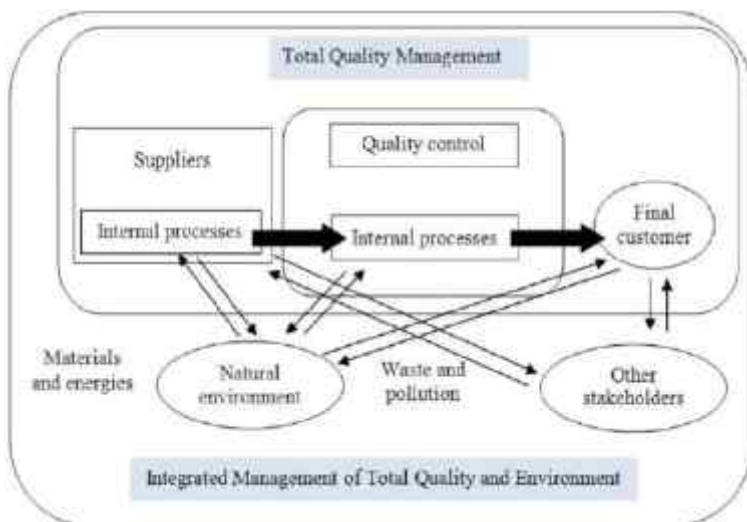 Total Quality Management
Suppliers
Quality control
Internal processes
Internal processes
Final
customer
Materials
and energies
Natural
environment
Waste and
pollution
Other
stakeholders
Integrated Management of Total Quality and Environment